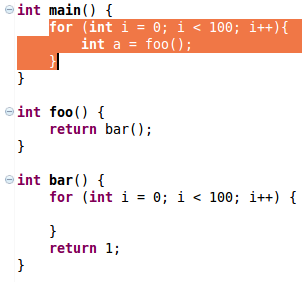 int main() {
    for (int i = 0; i < 100; i++){
        int a = foo();
    }
}

int foo() {
    return bar();
}

int bar() {
    for (int i = 0; i < 100; i++) {

    }
    return 1;
}